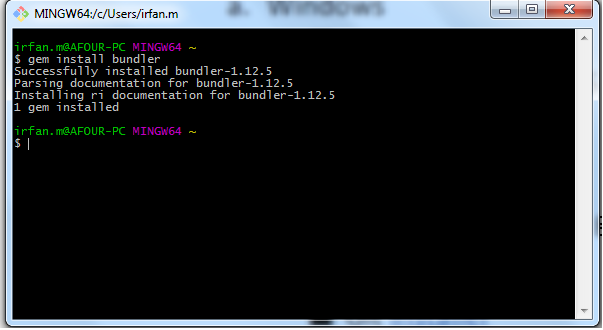 a. Windows
MINGW64:/c/Users/irfan.m
irfan.m@AFOUR-PC MINGW64 ~
$ gem install bundler
Successfully installed bundler-1.12.5
Parsing documentation for bundler-1.12.5
Installing ri documentation for bundler-1.12.5
1 gem installed
irfan.m@AFOUR-PC MINGW64 ~
$